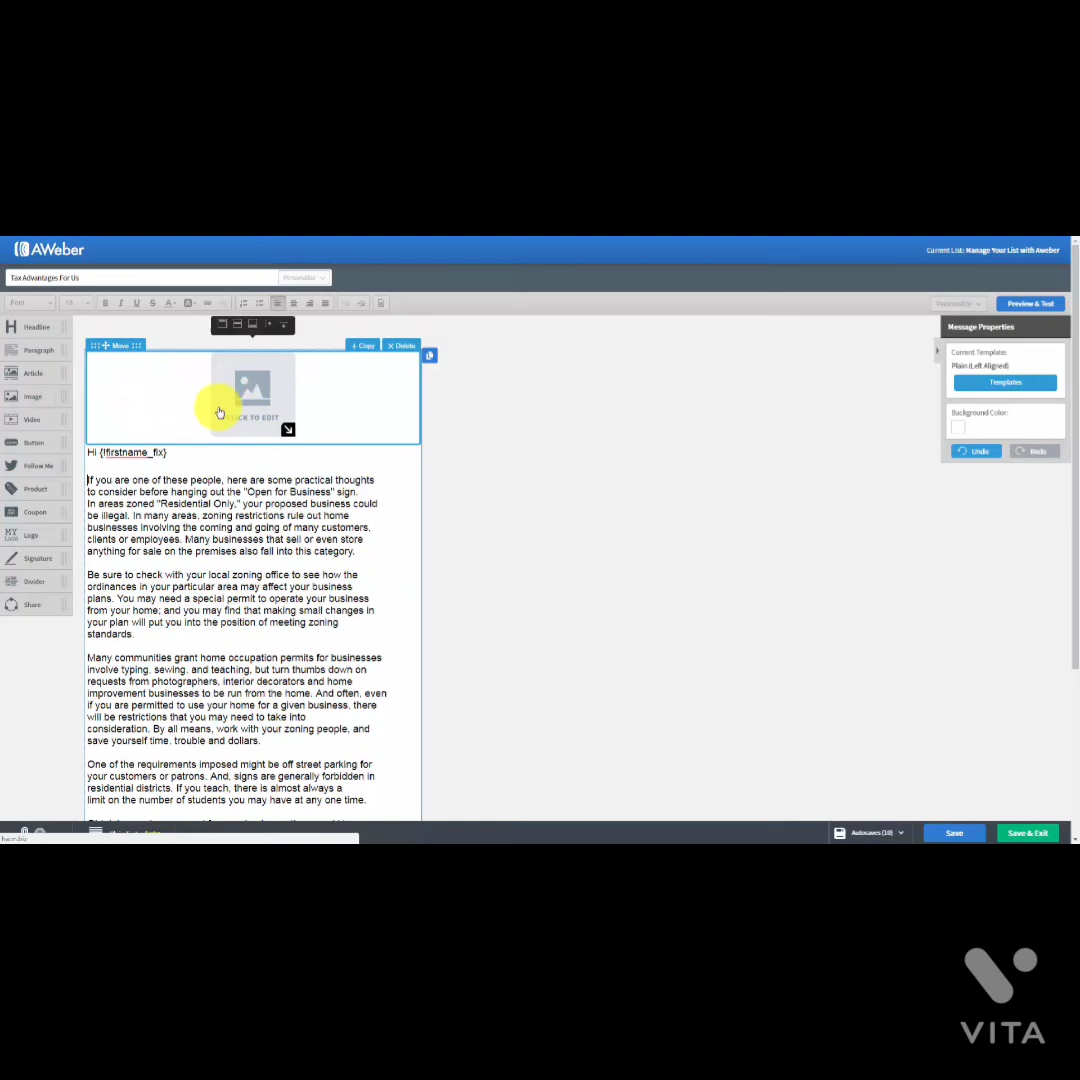 AWeber
Current List: Manage Your List with Aweber
Tax Advantages For Us
Personalize
Font
B I U S A
Personalize
Preview & Test
Headline
Paragraph
Article
Image
Video
Button
Follow Me
Product
Coupon
MY LOGO Logo
Signature
Divider
Share
Move
+ Copy
Delete
CLICK TO EDIT
Hi {!firstname_fix}
If you are one of these people, here are some practical thoughts
to consider before hanging out the "Open for Business" sign.
In areas zoned "Residential Only," your proposed business could
be illegal. In many areas, zoning restrictions rule out home
businesses involving the coming and going of many customers,
clients or employees. Many businesses that sell or even store
anything for sale on the premises also fall into this category.
Be sure to check with your local zoning office to see how the
ordinances in your particular area may affect your business
plans. You may need a special permit to operate your business
from your home; and you may find that making small changes in
your plan will put you into the position of meeting zoning
standards.
Many communities grant home occupation permits for businesses
involve typing, sewing, and teaching, but turn thumbs down on
requests from photographers, interior decorators and home
improvement businesses to be run from the home. And often, even
if you are permitted to use your home for a given business, there
will be restrictions that you may need to take into
consideration. By all means, work with your zoning people, and
save yourself time, trouble and dollars.
One of the requirements imposed might be off street parking for
your customers or patrons. And, signs are generally forbidden in
residential districts. If you teach, there is almost always a
limit on the number of students you may have at any one time.
Message Properties
Current Template:
Plain (Left Aligned)
Templates
Background Color:
Undo
Redo
Autosaves (10)
Save
Save & Exit
VITA